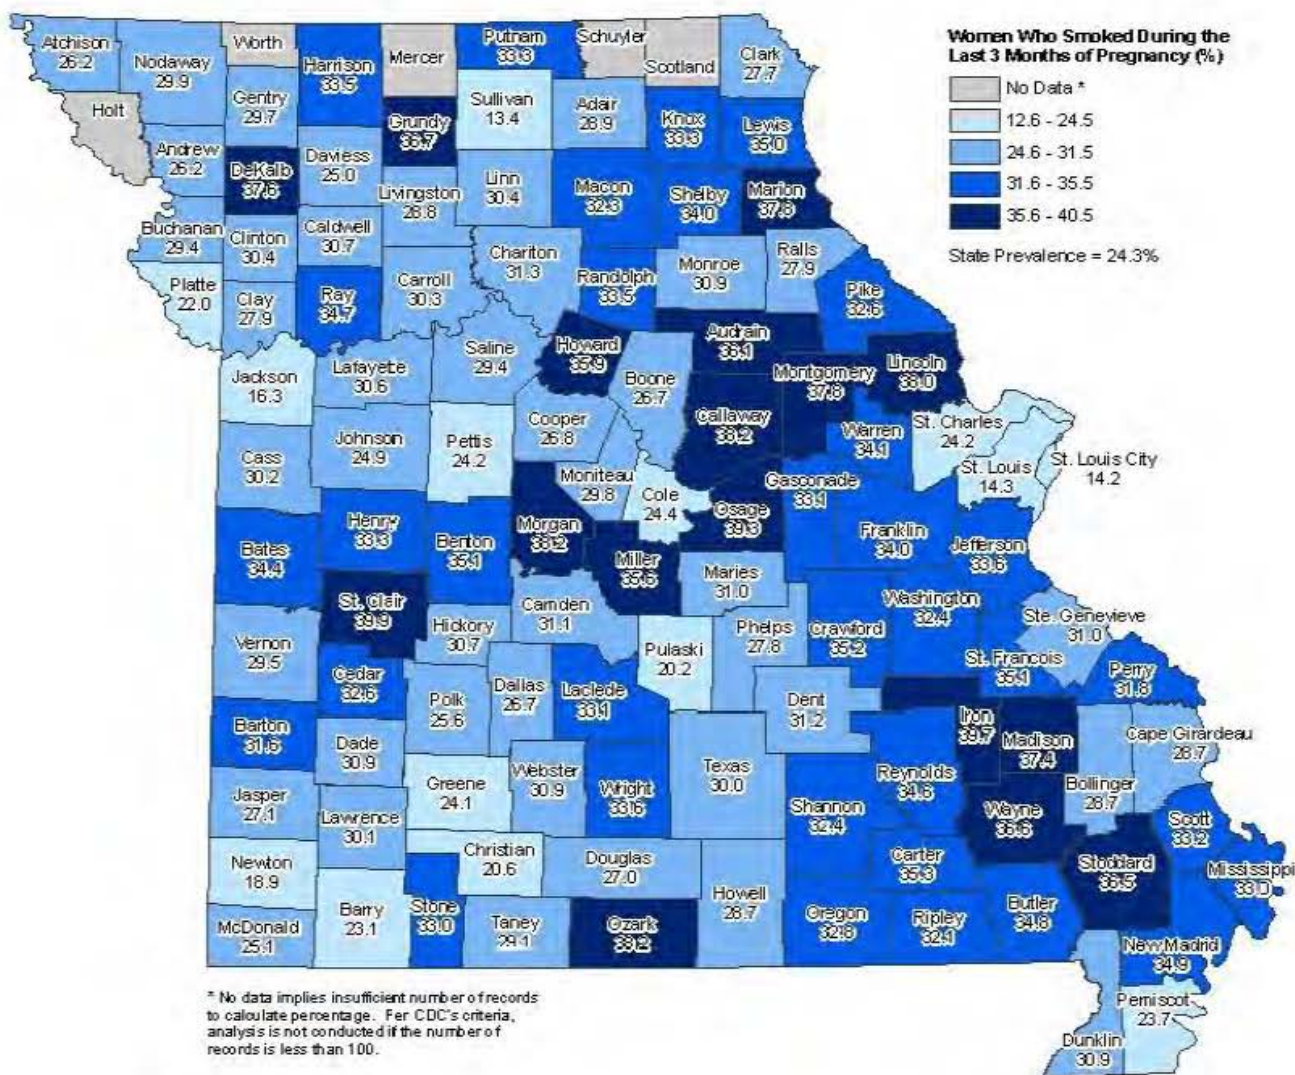 Women Who Smoked During the
Last 3 Months of Pregnancy (%)
No Data *
12.6 - 24.5
24.6 - 31.5
31.6 - 35.5
35.6 - 40.5
State Prevalence = 24.3%
Atchison
26.2
Nodaway
29.9
Worth
Harrison
33.5
Mercer
Putnam
33.3
Schuyler
Scotland
Clark
27.7
Holt
Gentry
29.7
Grundy
36.7
Sullivan
13.4
Adair
28.9
Knox
33.3
Lewis
35.0
Andrew
26.2
DeKalb
37.6
Daviess
25.0
Livingston
28.8
Linn
30.4
Macon
32.3
Shelby
34.0
Marion
37.8
Buchanan
29.4
Clinton
30.4
Caldwell
30.7
Chariton
31.3
Randolph
33.5
Monroe
30.9
Ralls
27.9
Platte
22.0
Clay
27.9
Ray
34.7
Carroll
30.3
Pike
32.6
Jackson
16.3
Lafayette
30.6
Saline
29.4
Howard
35.9
Boone
26.7
Audrain
36.1
Montgomery
37.8
Lincoln
38.0
Cass
30.2
Johnson
24.9
Pettis
24.2
Cooper
26.8
Callaway
38.2
Warren
34.1
St. Charles
24.2
St. Louis
14.3
St. Louis City
14.2
Moniteau
29.8
Cole
24.4
Osage
39.3
Gasconade
33.1
Franklin
34.0
Jefferson
33.6
Bates
34.4
Henry
33.3
Benton
35.1
Morgan
38.2
Miller
35.6
Maries
31.0
St. Clair
39.9
Hickory
30.7
Camden
31.1
Pulaski
20.2
Phelps
27.8
Crawford
35.2
Washington
32.4
Ste. Genevieve
31.0
St. Francois
35.1
Perry
31.8
Vernon
29.5
Cedar
32.6
Polk
25.6
Dallas
26.7
Laclede
33.1
Dent
31.2
Iron
39.7
Madison
37.4
Cape Girardeau
28.7
Barton
31.6
Dade
30.9
Greene
24.1
Webster
30.9
Wright
33.6
Texas
30.0
Reynolds
34.6
Bollinger
28.7
Jasper
27.1
Lawrence
30.1
Shannon
32.4
Wayne
36.6
Scott
33.2
Newton
18.9
Christian
20.6
Douglas
27.0
Howell
28.7
Carter
35.3
Stoddard
36.5
Mississippi
33.0
McDonald
25.1
Barry
23.1
Stone
33.0
Taney
29.1
Ozark
38.2
Oregon
32.8
Ripley
32.1
Butler
34.8
New Madrid
34.9
Pemiscot
23.7
Dunklin
30.9
* No data implies insufficient number of records
to calculate percentage. Per CDC's criteria,
analysis is not conducted if the number of
records is less than 100.